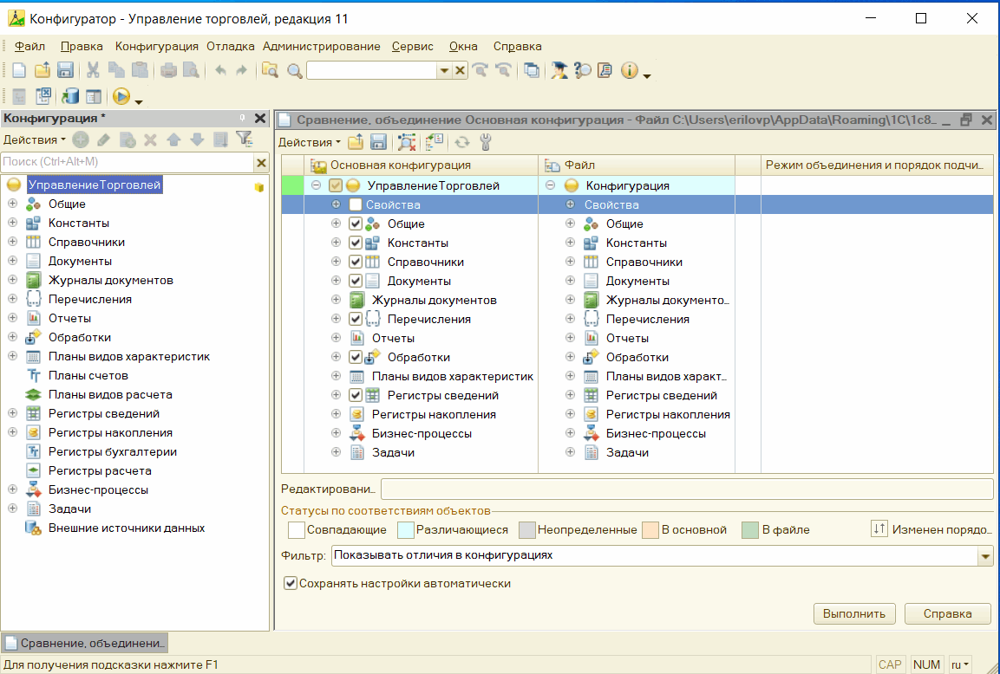 Конфигуратор - Управление торговлей, редакция 11
Файл Правка Конфигурация Отладка Администрирование Сервис Окна Справка
Конфигурация *
Действия
Поиск (Ctrl+Alt+M)
УправлениеТорговлей
Общие
Константы
Справочники
Документы
Журналы документов
Перечисления
Отчеты
Обработки
Планы видов характеристик
Планы счетов
Планы видов расчета
Регистры сведений
Регистры накопления
Регистры бухгалтерии
Регистры расчета
Бизнес-процессы
Задачи
Внешние источники данных
Сравнение, объединение Основная конфигурация - Файл C:\Users\erilovp\AppData\Roaming\1C\1c8...
Действия
Основная конфигурация Файл Режим объединения и порядок подчи...
УправлениеТорговлей Конфигурация
Свойства Свойства
Общие Общие
Константы Константы
Справочники Справочники
Документы Документы
Журналы документов Журналы документо...
Перечисления Перечисления
Отчеты Отчеты
Обработки Обработки
Планы видов характеристик Планы видов характ...
Регистры сведений Регистры сведений
Регистры накопления Регистры накопления
Бизнес-процессы Бизнес-процессы
Задачи Задачи
Редактировани...
Статусы по соответствиям объектов
Совпадающие Различающиеся Неопределенные В основной В файле Изменен порядо...
Фильтр: Показывать отличия в конфигурациях
Сохранять настройки автоматически
Выполнить Справка
Сравнение, объединени...
Для получения подсказки нажмите F1 CAP NUM ru